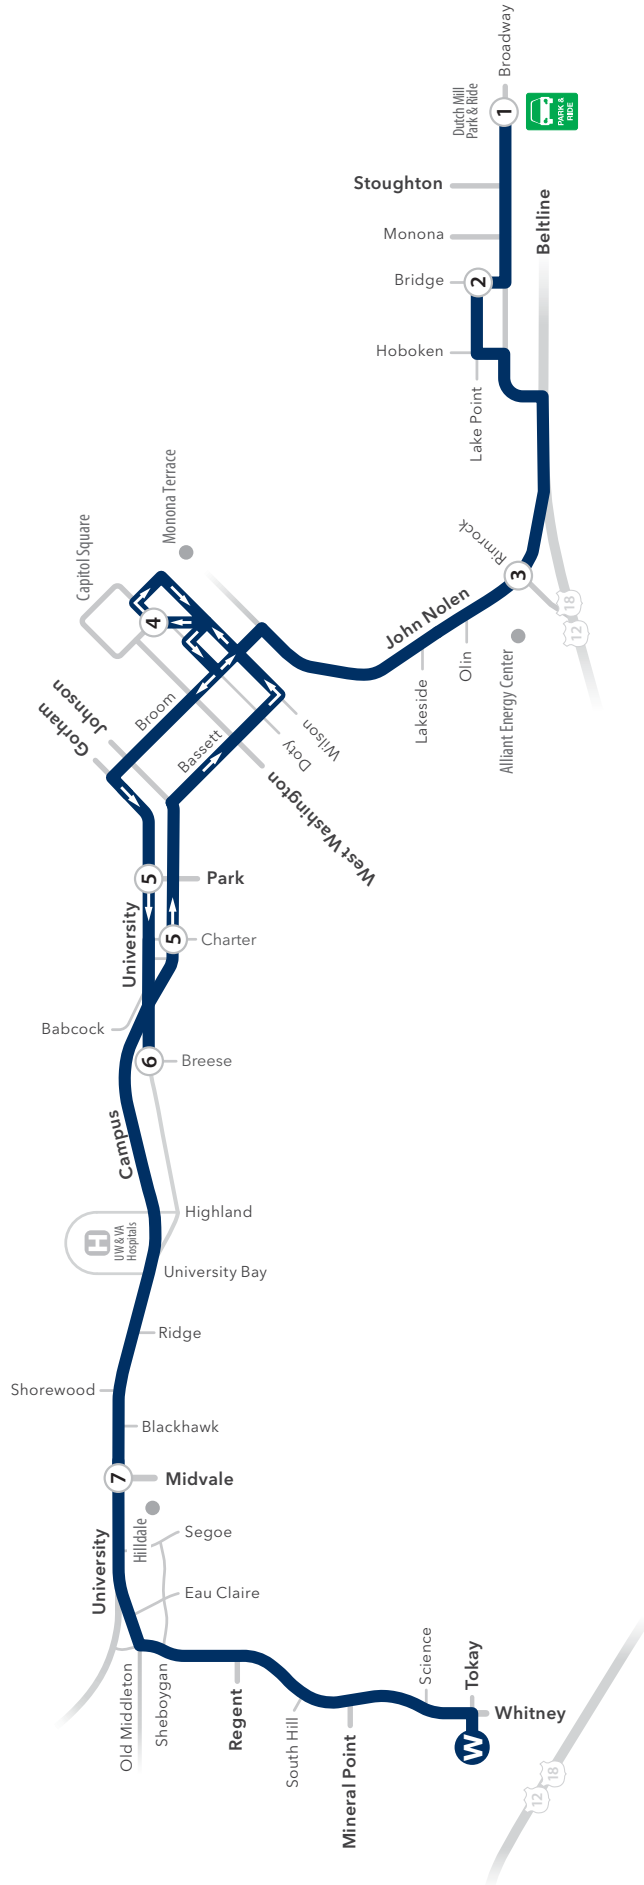 Broadway
Dutch Mill
Park & Ride
1
PARK &
RIDE
Stoughton
Monona
Beltline
Bridge
2
Hoboken
Lake Point
Monona Terrace
Capitol Square
Rimrock
3
18
12
4
John Nolen
Olin
Lakeside
Alliant Energy Center
Johnson
Gorham
Broom
Bassett
Wilson
Doty
West Washington
5
Park
University
5
Charter
Babcock
6
Breese
Campus
Highland
H
UW & VA
Hospitals
University Bay
Ridge
Shorewood
Blackhawk
7
Midvale
Hilldale
University
Segoe
Eau Claire
Old Middleton
Sheboygan
Regent
South Hill
Mineral Point
Science
Tokay
Whitney
W
18
12